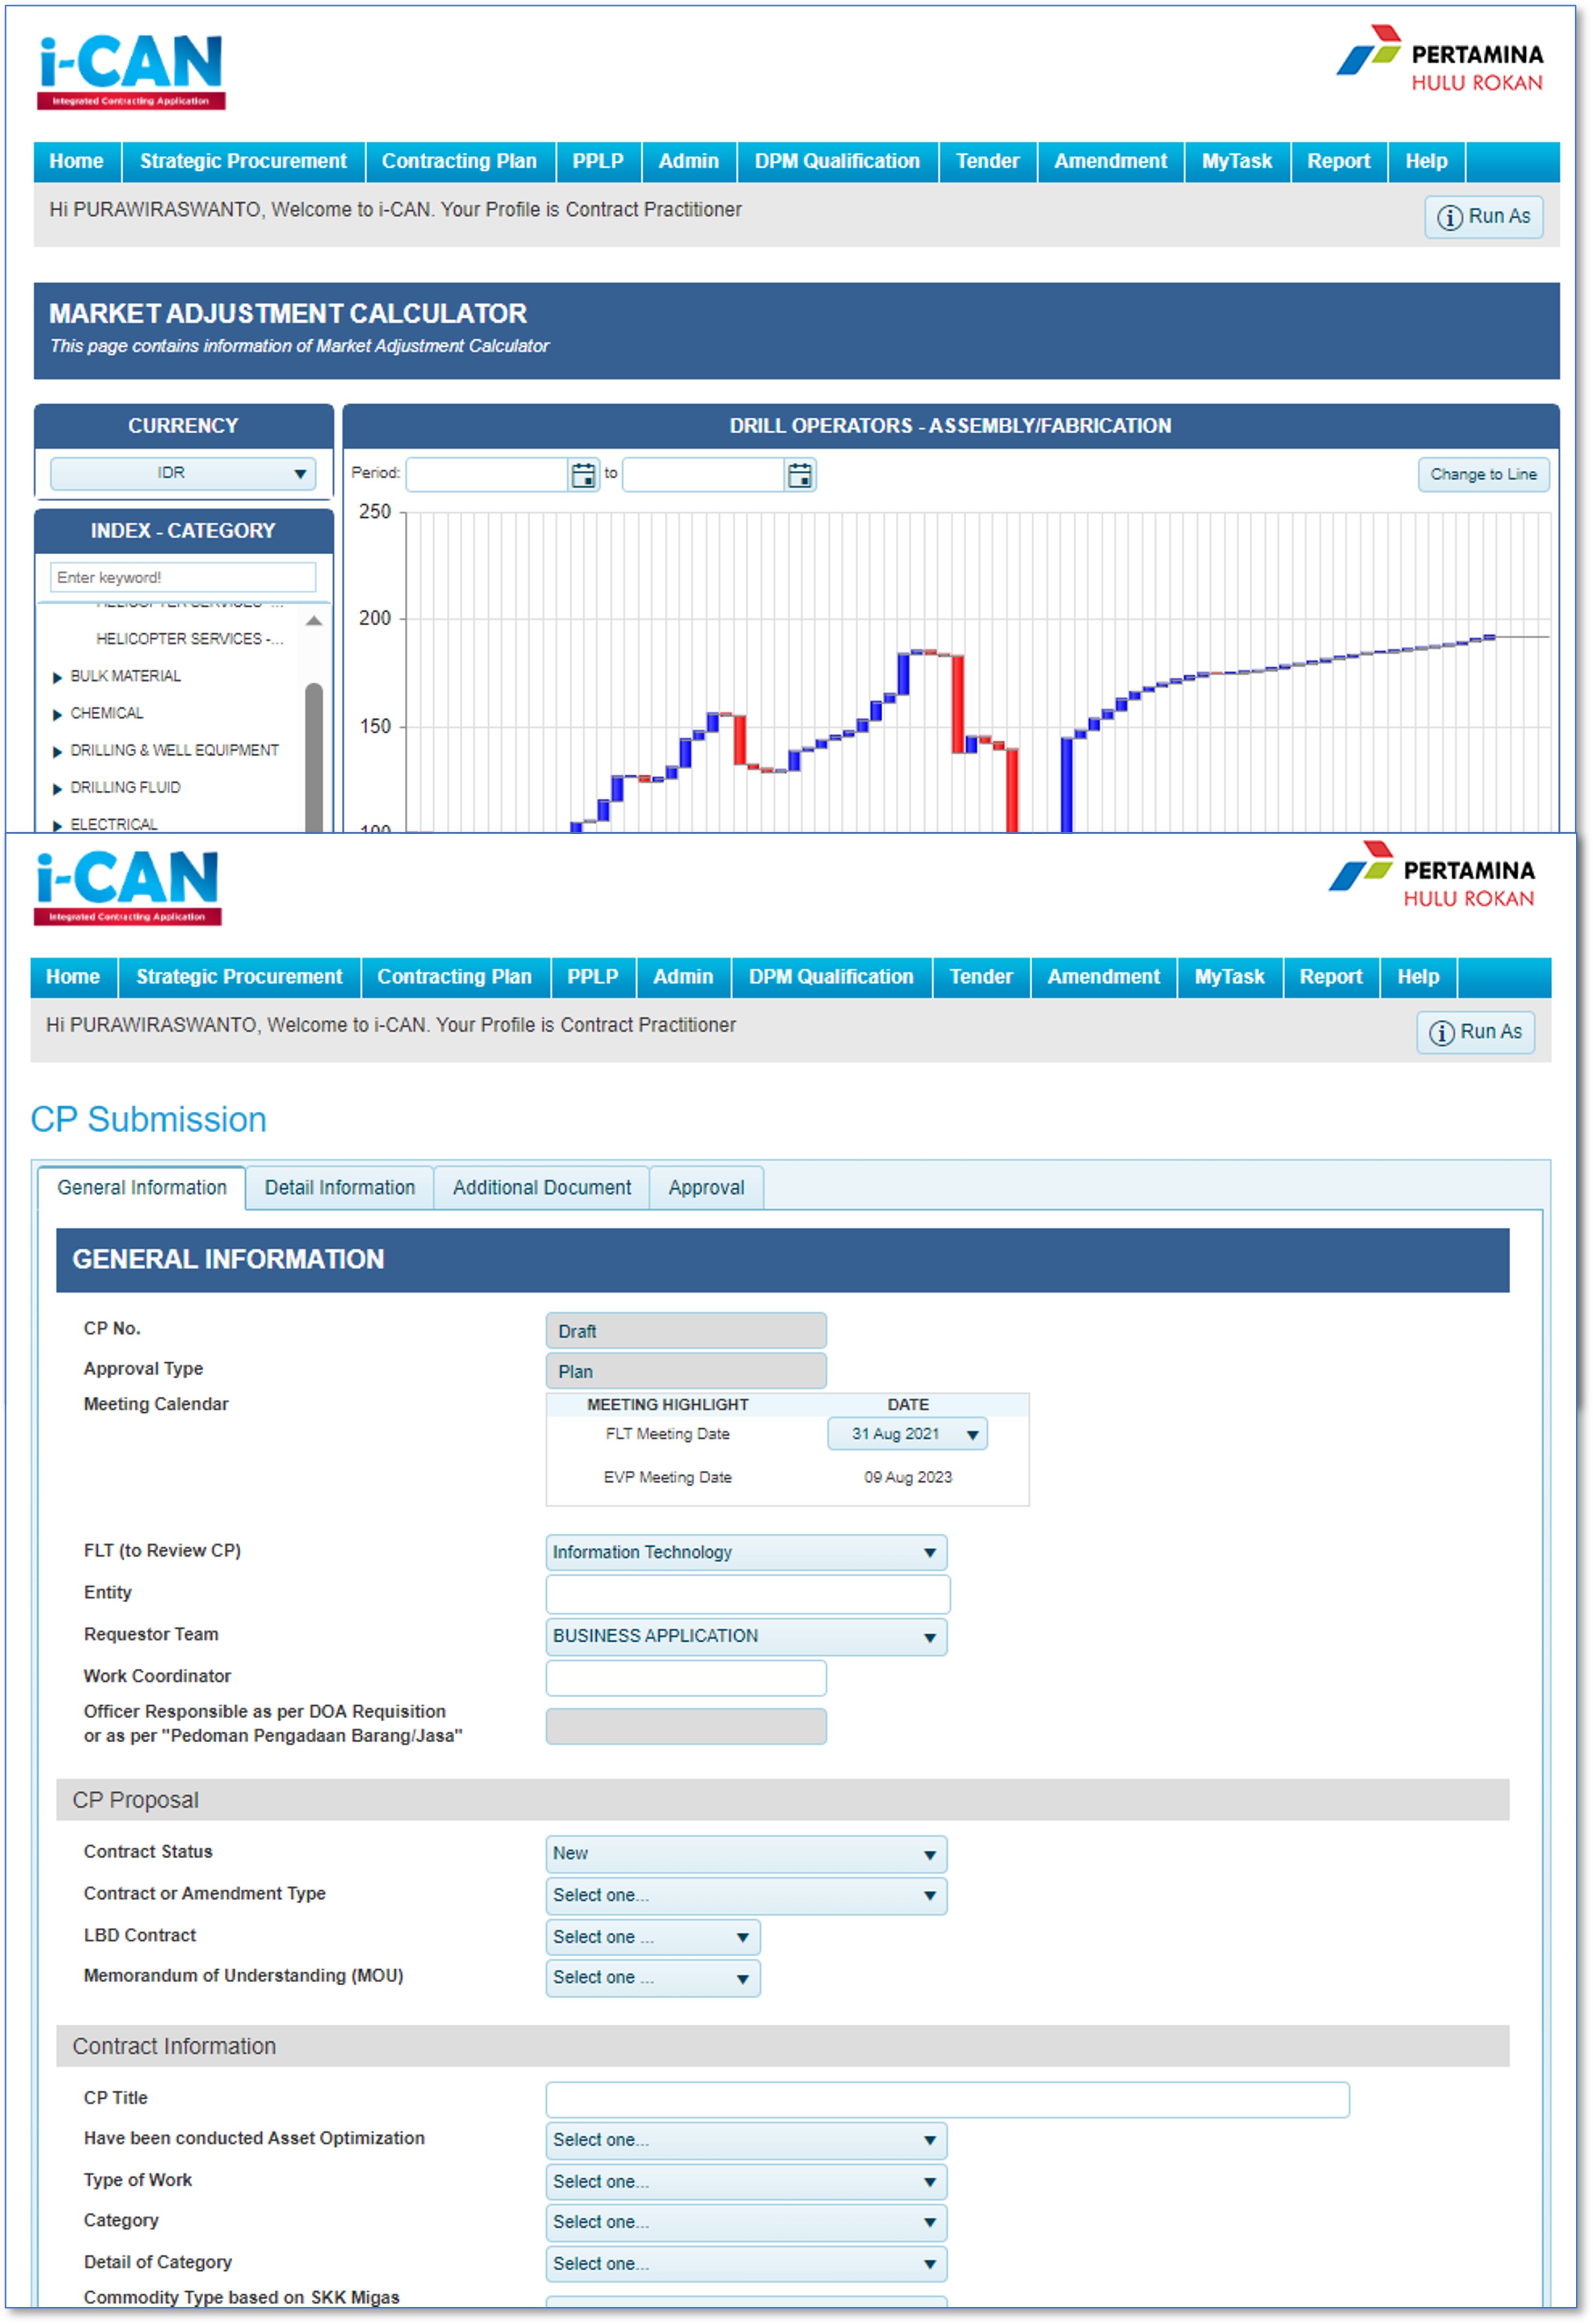 i-CAN
Integrated Contracting Application
PERTAMINA
HULU ROKAN
Home Strategic Procurement Contracting Plan PPLP Admin DPM Qualification Tender Amendment MyTask Report Help
Hi PURAWIRASWANTO, Welcome to i-CAN. Your Profile is Contract Practitioner
Run As
MARKET ADJUSTMENT CALCULATOR
This page contains information of Market Adjustment Calculator
CURRENCY
IDR
INDEX - CATEGORY
Enter keyword!
HELICOPTER SERVICES -...
HELICOPTER SERVICES -...
BULK MATERIAL
CHEMICAL
DRILLING & WELL EQUIPMENT
DRILLING FLUID
ELECTRICAL
DRILL OPERATORS - ASSEMBLY/FABRICATION
Period: to
Change to Line
250
200
150
100
i-CAN
Integrated Contracting Application
PERTAMINA
HULU ROKAN
Home Strategic Procurement Contracting Plan PPLP Admin DPM Qualification Tender Amendment MyTask Report Help
Hi PURAWIRASWANTO, Welcome to i-CAN. Your Profile is Contract Practitioner
Run As
CP Submission
General Information Detail Information Additional Document Approval
GENERAL INFORMATION
CP No. Draft
Approval Type Plan
Meeting Calendar MEETING HIGHLIGHT DATE
FLT Meeting Date 31 Aug 2021
EVP Meeting Date 09 Aug 2023
FLT (to Review CP) Information Technology
Entity
Requestor Team BUSINESS APPLICATION
Work Coordinator
Officer Responsible as per DOA Requisition
or as per "Pedoman Pengadaan Barang/Jasa"
CP Proposal
Contract Status New
Contract or Amendment Type Select one...
LBD Contract Select one ...
Memorandum of Understanding (MOU) Select one ...
Contract Information
CP Title
Have been conducted Asset Optimization Select one...
Type of Work Select one...
Category Select one...
Detail of Category Select one...
Commodity Type based on SKK Migas